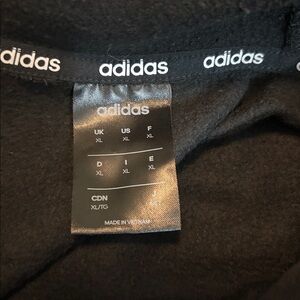 adidas adidas adidas
adidas
UK US F
XL XL XL
D I E
XL XL XL
CDN J
XL/TG
MADE IN VIETNAM